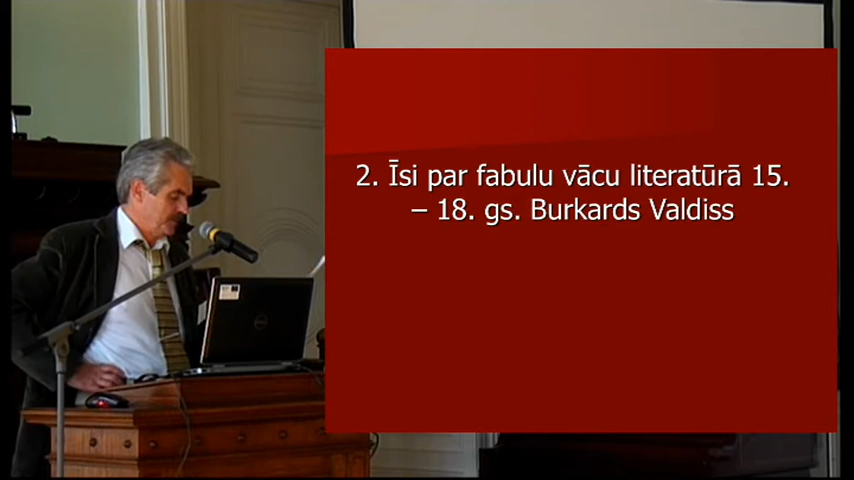 2. Īsi par fabulu vācu literatūrā 15.
– 18. gs. Burkards Valdiss